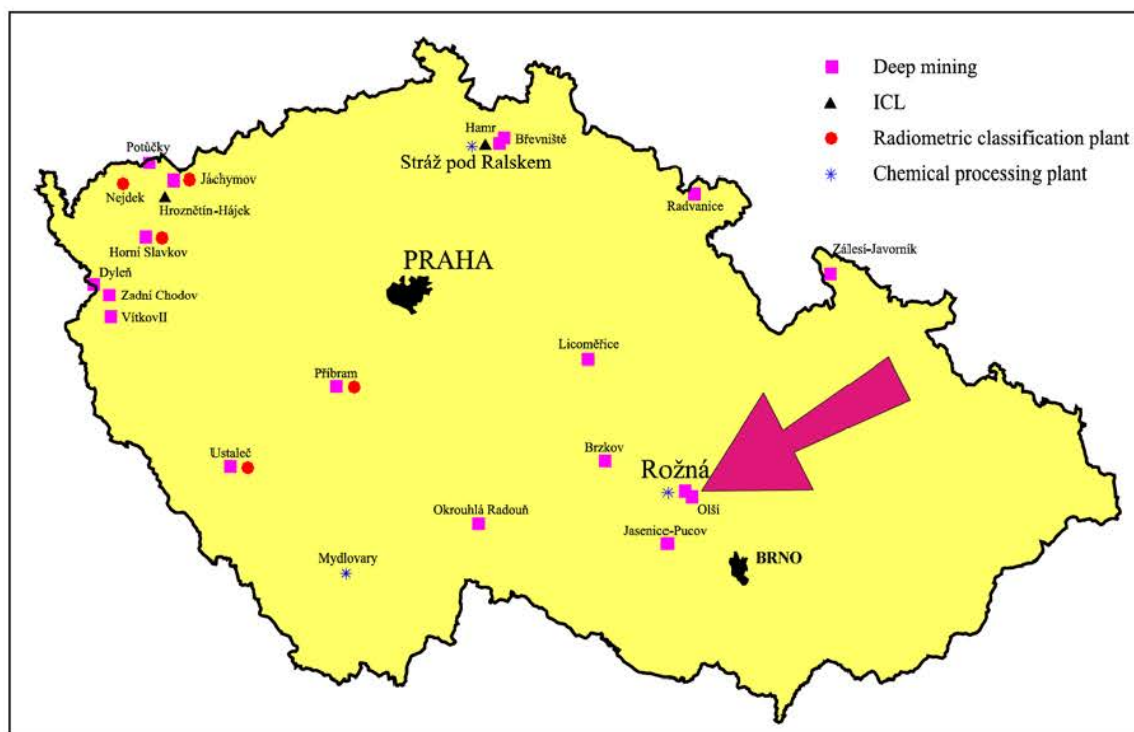 Deep mining
ICL
Radiometric classification plant
Chemical processing plant
Hamr
Břevniště
Stráž pod Ralskem
Potůčky
Jáchymov
Nejdek
Hroznětín-Hájek
Radvanice
Horní Slavkov
Zálesí-Javorník
PRAHA
Dyleň
Zadní Chodov
VítkovII
Licoměřice
Příbram
Ustaleč
Brzkov
Rožná
Olší
Okrouhlá Radouň
Jasenice-Pucov
Mydlovary
BRNO